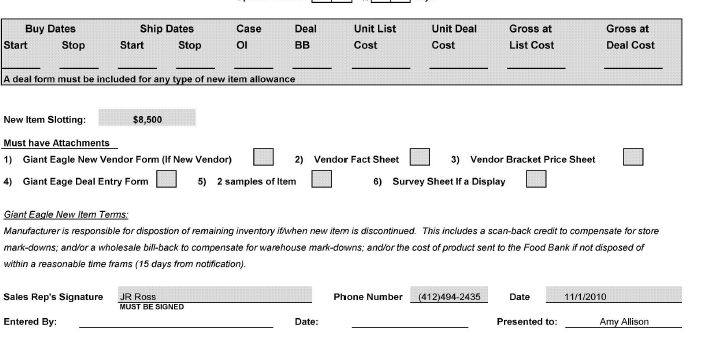 Buy Dates Ship Dates Case Deal Unit List Unit Deal Gross at Gross at
Start Stop Start Stop OI BB Cost Cost List Cost Deal Cost
A deal form must be included for any type of new item allowance
New Item Slotting: $8,500
Must have Attachments
1) Giant Eagle New Vendor Form (If New Vendor) 2) Vendor Fact Sheet 3) Vendor Bracket Price Sheet
4) Giant Eage Deal Entry Form 5) 2 samples of Item 6) Survey Sheet If a Display
Giant Eagle New Item Terms:
Manufacturer is responsible for dispostion of remaining inventory if/when new item is discontinued. This includes a scan-back credit to compensate for store
mark-downs; and/or a wholesale bill-back to compensate for warehouse mark-downs; and/or the cost of product sent to the Food Bank if not disposed of
within a reasonable time frams (15 days from notification).
Sales Rep's Signature JR Ross Phone Number (412)494-2435 Date 11/1/2010
MUST BE SIGNED
Entered By: Date: Presented to: Amy Allison